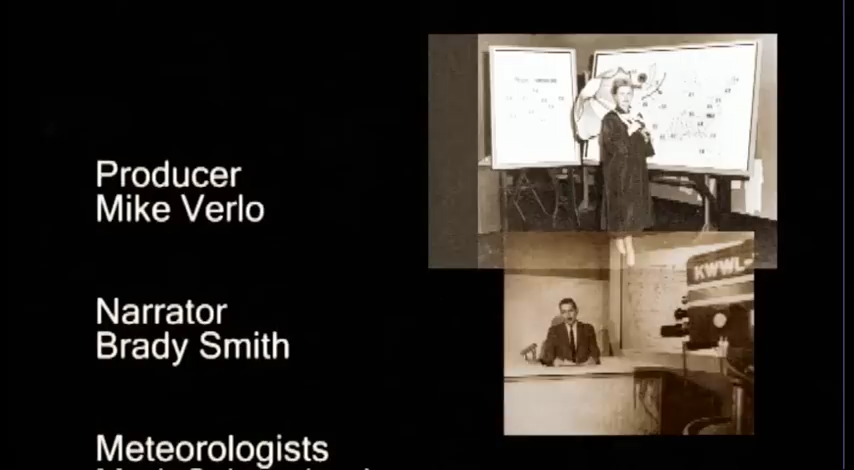 Producer
Mike Verlo
Narrator
Brady Smith
Meteorologists
KWWL-